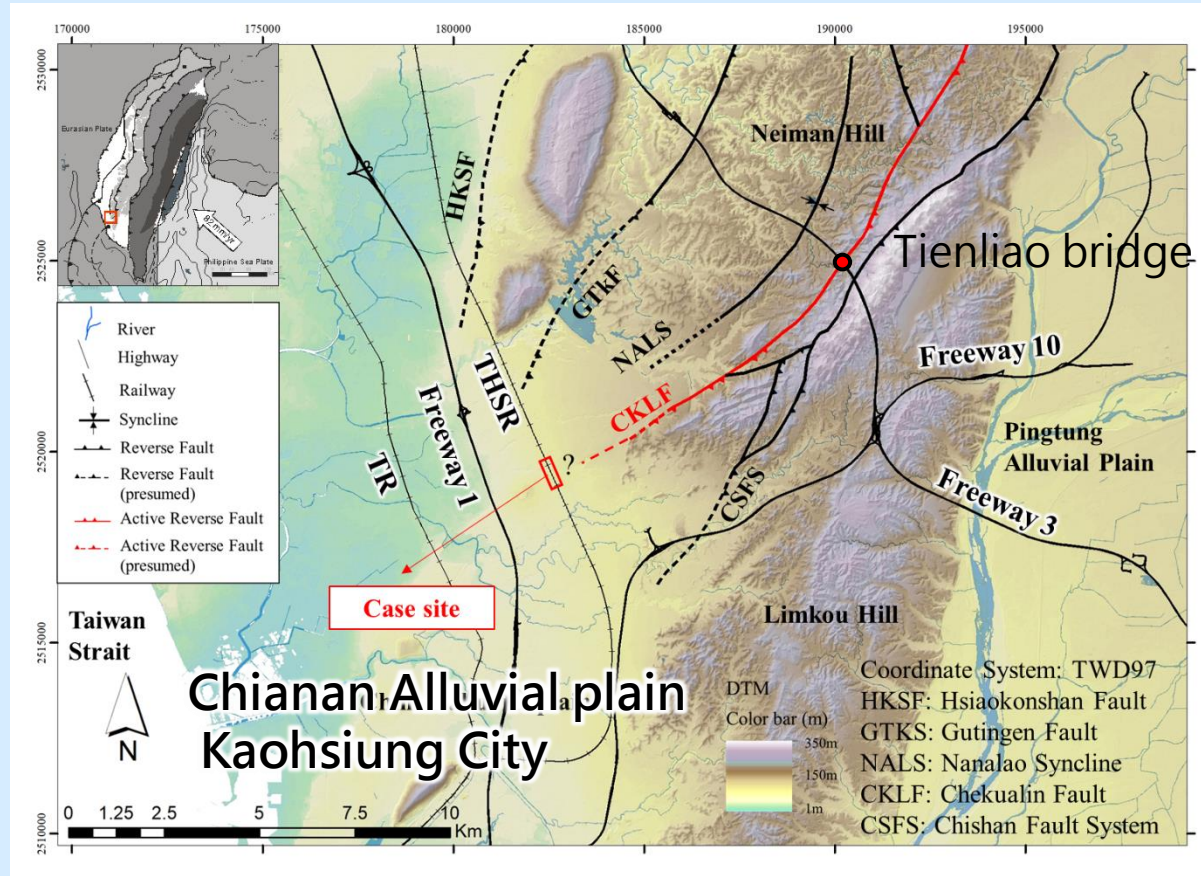 170000
175000
180000
185000
190000
195000
2530000
2525000
2520000
2515000
2510000
Eurasian Plate
82 mm/yr
Philippine Sea Plate
River
Highway
Railway
Syncline
Reverse Fault
Reverse Fault
(presumed)
Active Reverse Fault
Active Reverse Fault
(presumed)
HKSF
GTkF
NALS
CKLF
CSFS
THSR
TR
Freeway 1
?
Neiman Hill
Tienliao bridge
Freeway 10
Pingtung
Alluvial Plain
Freeway 3
Limkou Hill
Case site
Taiwan
Strait
N
Chianan Alluvial plain
Kaohsiung City
0 1.25 2.5 5 7.5 10
Km
DTM
Color bar (m)
350m
150m
1m
Coordinate System: TWD97
HKSF: Hsiaokonshan Fault
GTKS: Gutingen Fault
NALS: Nanalao Syncline
CKLF: Chekualin Fault
CSFS: Chishan Fault System